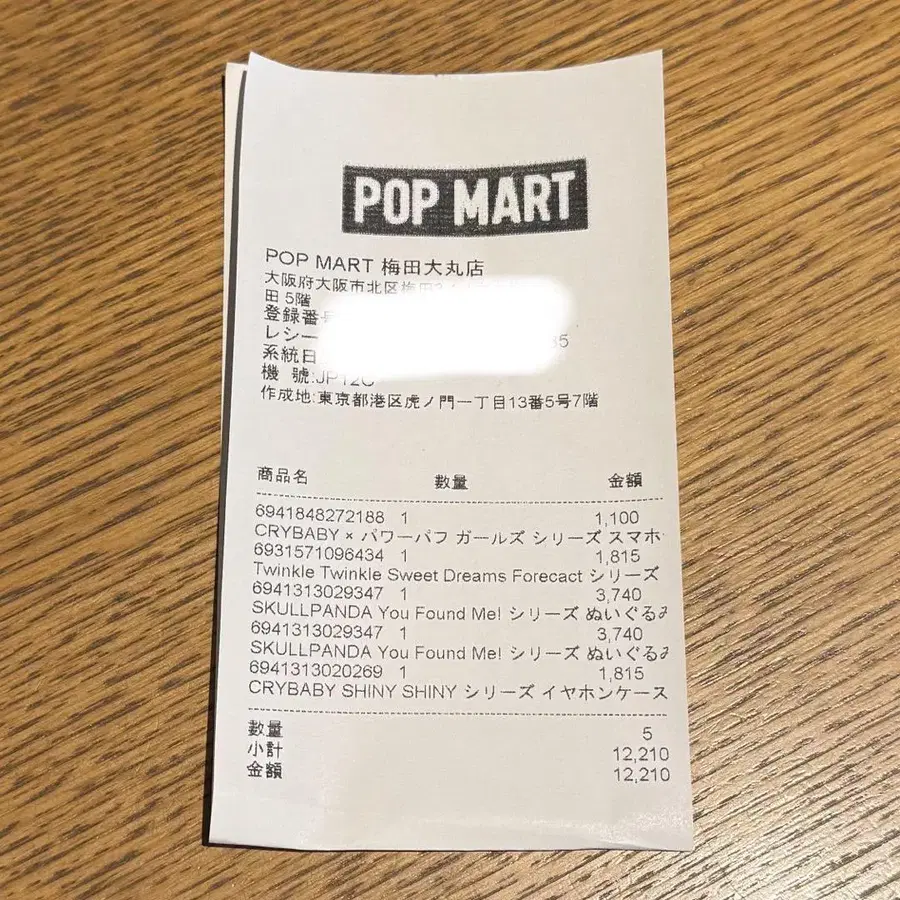 POP MART
POP MART 梅田大丸店
大阪府大阪市北区梅田
田 5階
登録番号
レシー
系統日
機 號:JP12C
作成地:東京都港区虎ノ門一丁目13番5号7階
商品名 數量 金額
6941848272188 1 1,100
CRYBABY × パワーパフ ガールズ シリーズ スマホ
6931571096434 1 1,815
Twinkle Twinkle Sweet Dreams Forecact シリーズ
6941313029347 1 3,740
SKULLPANDA You Found Me! シリーズ ぬいぐるみ
6941313029347 1 3,740
SKULLPANDA You Found Me! シリーズ ぬいぐるみ
6941313020269 1 1,815
CRYBABY SHINY SHINY シリーズ イヤホンケース
數量 5
小計 12,210
金額 12,210